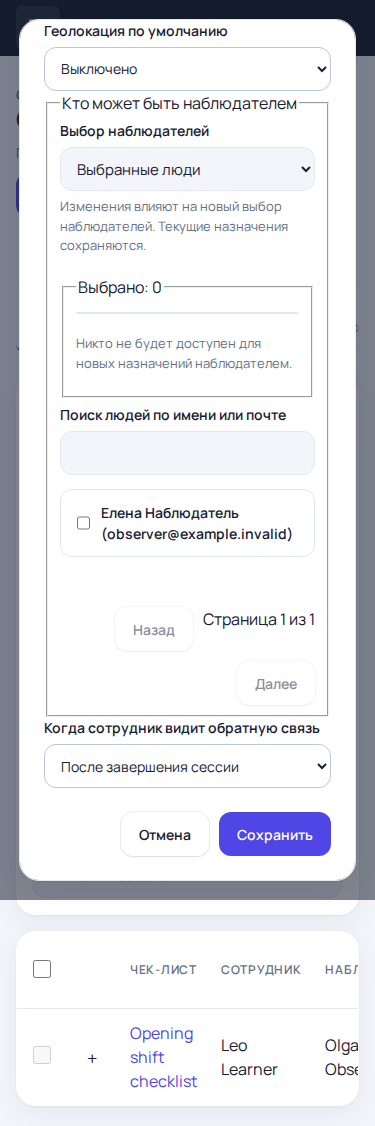 Геолокация по умолчанию
Выключено
Кто может быть наблюдателем
Выбор наблюдателей
Выбранные люди
Изменения влияют на новый выбор
наблюдателей. Текущие назначения
сохраняются.
Выбрано: 0
Никто не будет доступен для
новых назначений наблюдателем.
Поиск людей по имени или почте
Елена Наблюдатель
(observer@example.invalid)
Назад
Страница 1 из 1
Далее
Когда сотрудник видит обратную связь
После завершения сессии
Отмена
Сохранить
ЧЕК-ЛИСТ
СОТРУДНИК
+
Opening
shift
checklist
Leo
Learner
Olga